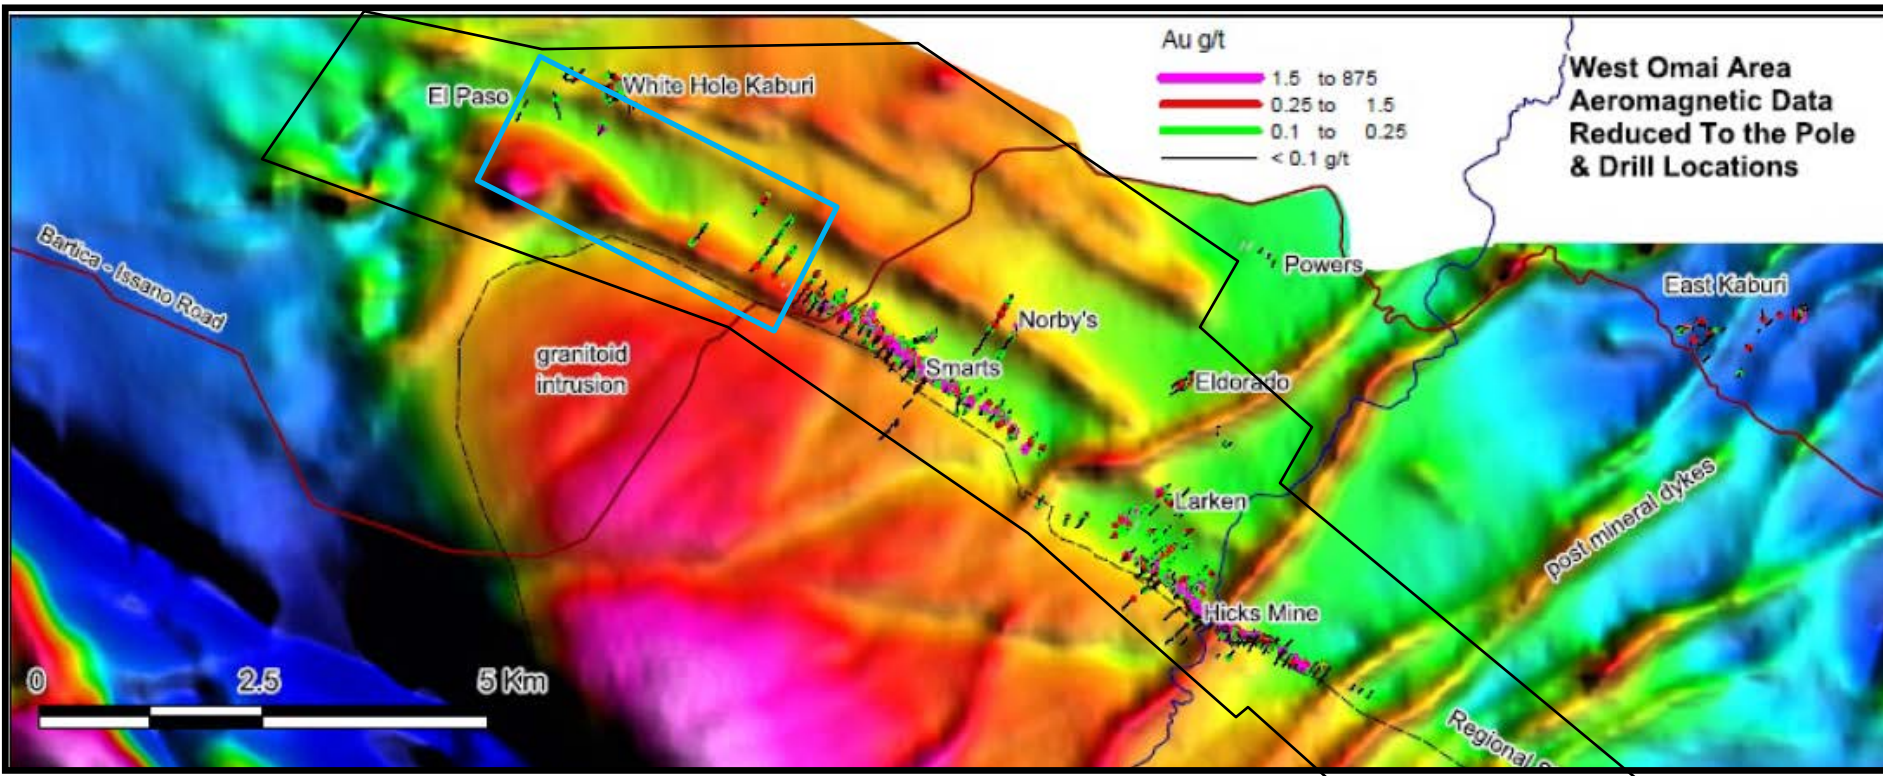 Au g/t
1.5 to 875
0.25 to 1.5
0.1 to 0.25
< 0.1 g/t
West Omai Area
Aeromagnetic Data
Reduced To the Pole
& Drill Locations
El Paso
White Hole Kaburi
Bartica - Issano Road
Powers
East Kaburi
Norby's
granitoid
intrusion
Smarts
Eldorado
Larken
post mineral dykes
Hicks Mine
0 2.5 5 Km
Regional